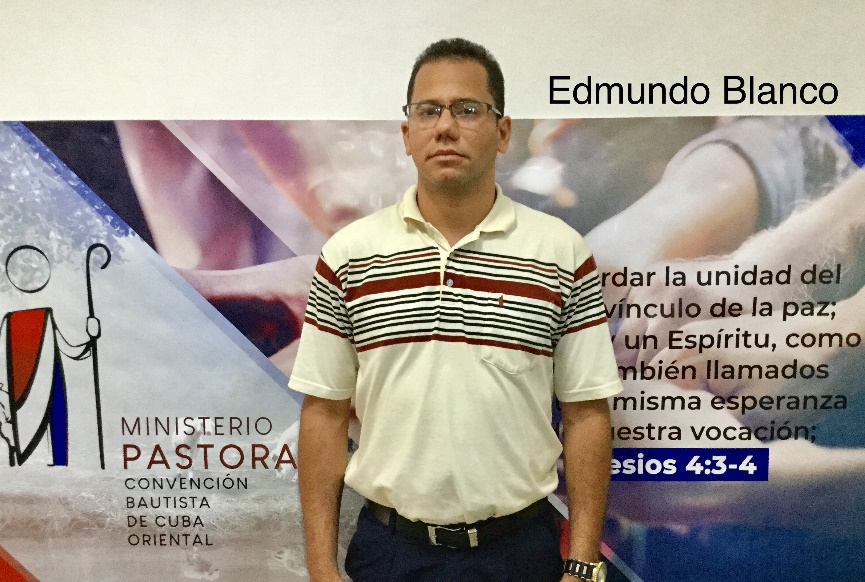 Edmundo Blanco
MINISTERIO
PASTORA
CONVENCIÓN
BAUTISTA
DE CUBA
ORIENTAL
rdar la unidad del
vínculo de la paz;
un Espíritu, como
mbién llamados
misma esperanza
uestra vocación;
esios 4:3-4